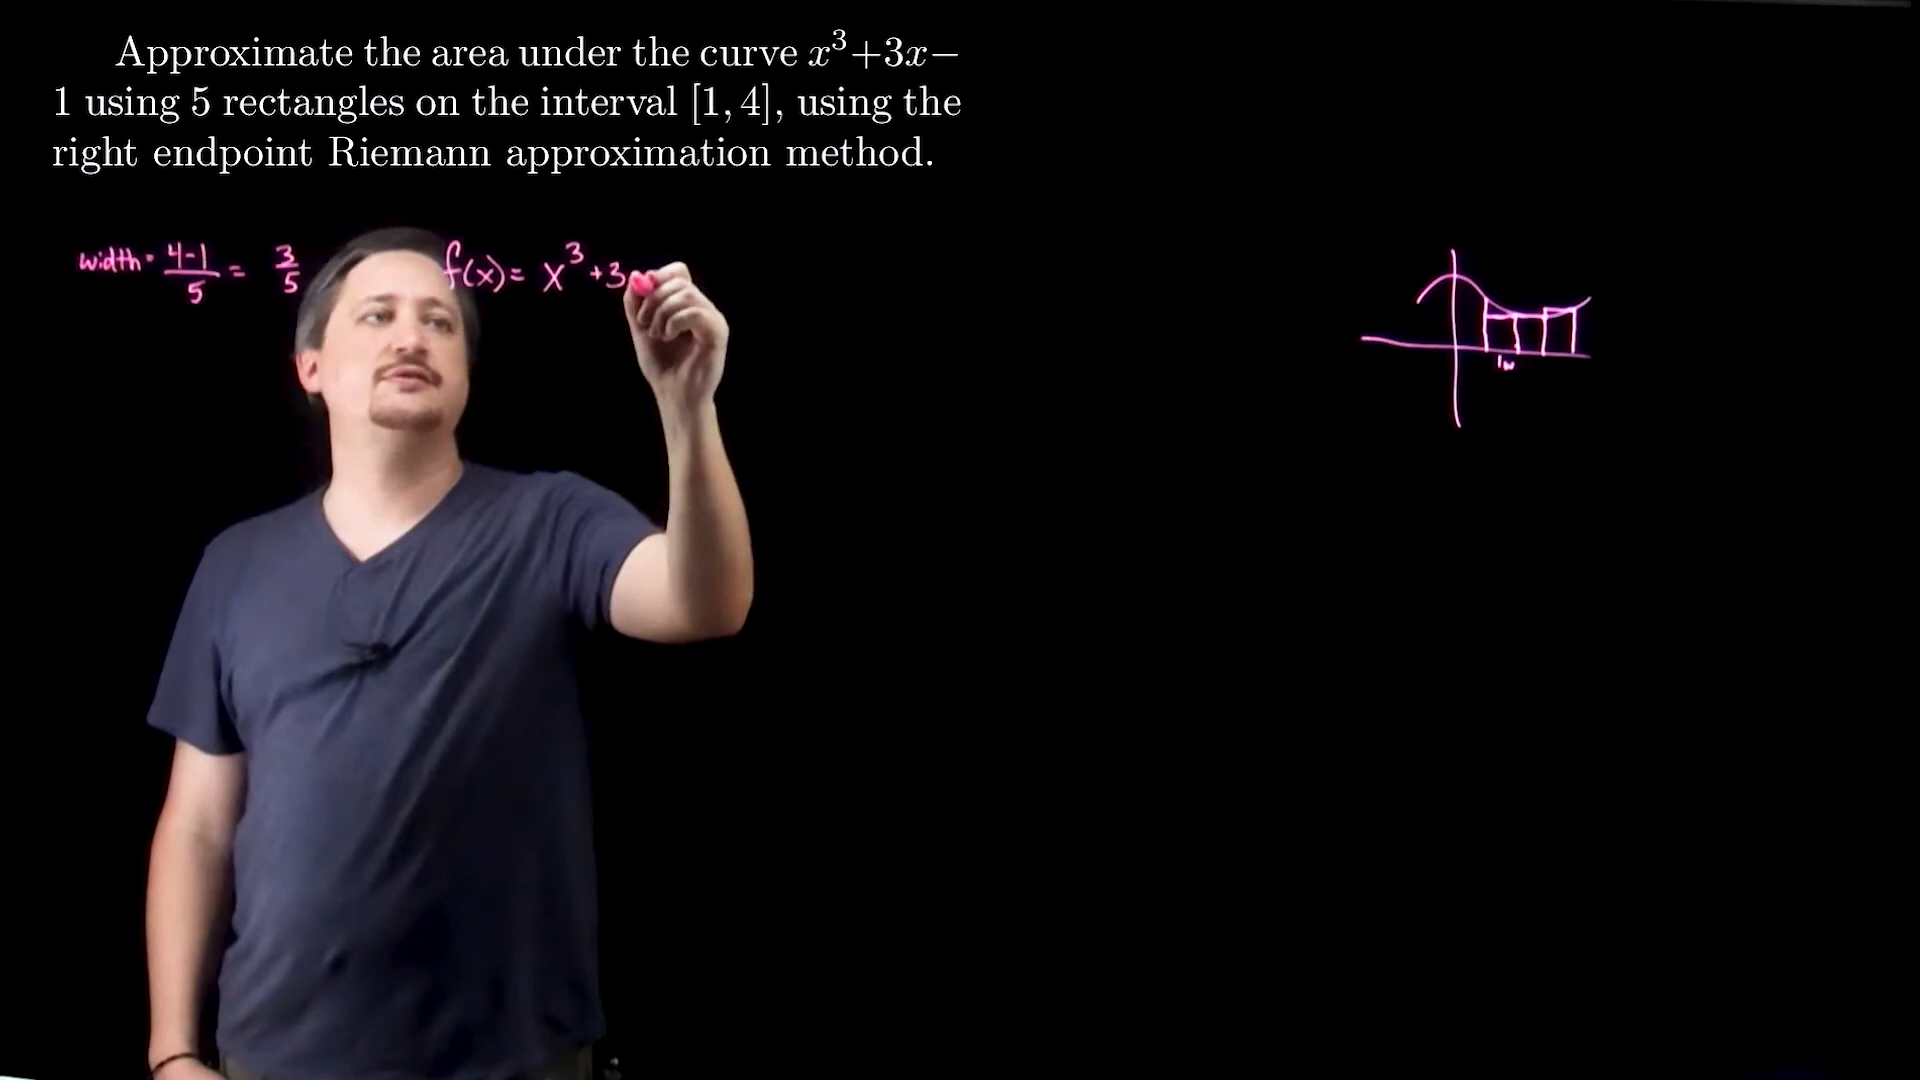 Approximate the area under the curve x³+3x−
1 using 5 rectangles on the interval [1, 4], using the
right endpoint Riemann approximation method.
width = 4-1/5 = 3/5 f(x) = x³ +3
w